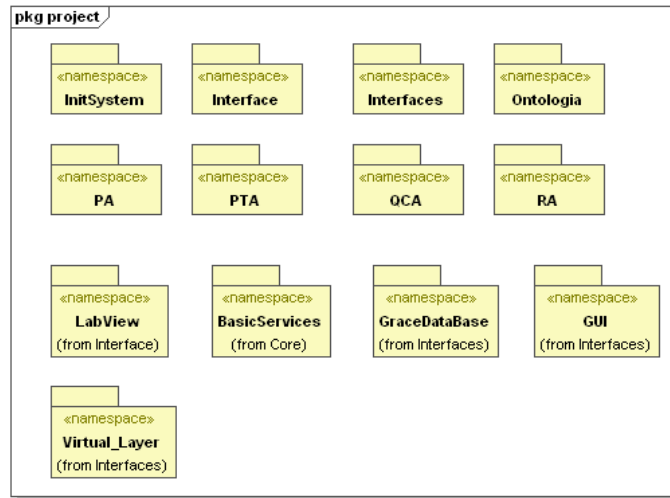 pkg project
«namespace» «namespace» «namespace» «namespace»
InitSystem Interface Interfaces Ontologia
«namespace» «namespace» «namespace» «namespace»
PA PTA QCA RA
«namespace» «namespace» «namespace» «namespace»
LabView BasicServices GraceDataBase GUI
(from Interface) (from Core) (from Interfaces) (from Interfaces)
«namespace»
Virtual_Layer
(from Interfaces)